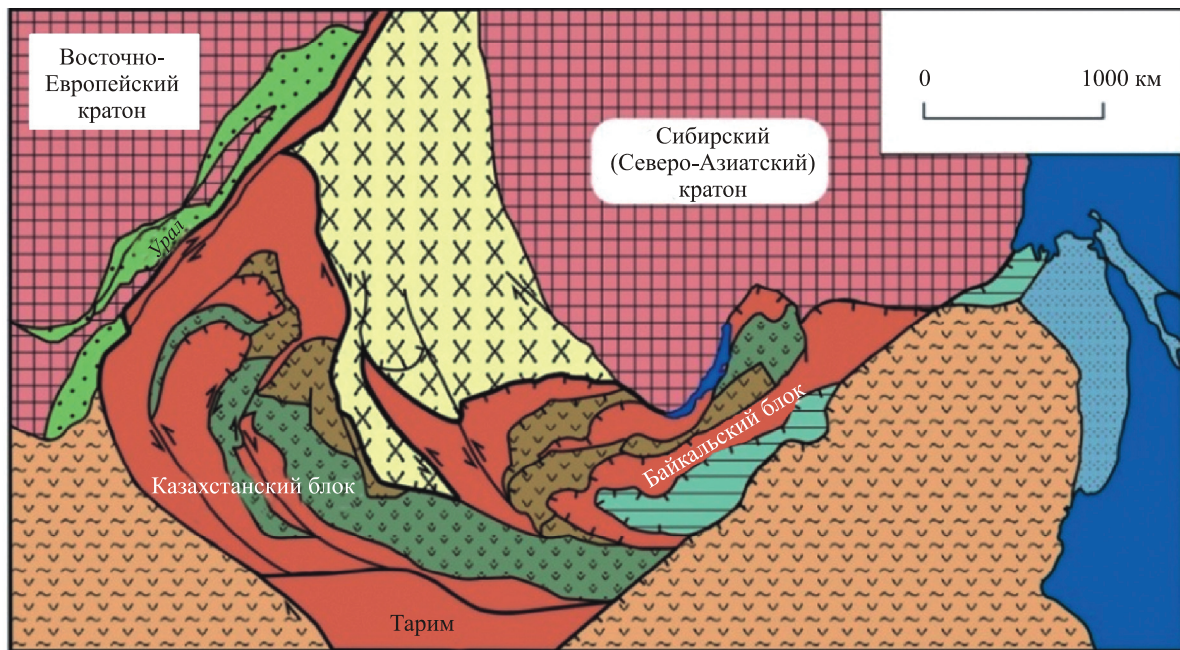 Восточно-
Европейский
кратон
0 1000 км
Сибирский
(Северо-Азиатский)
кратон
Урал
Байкальский блок
Казахстанский блок
Тарим